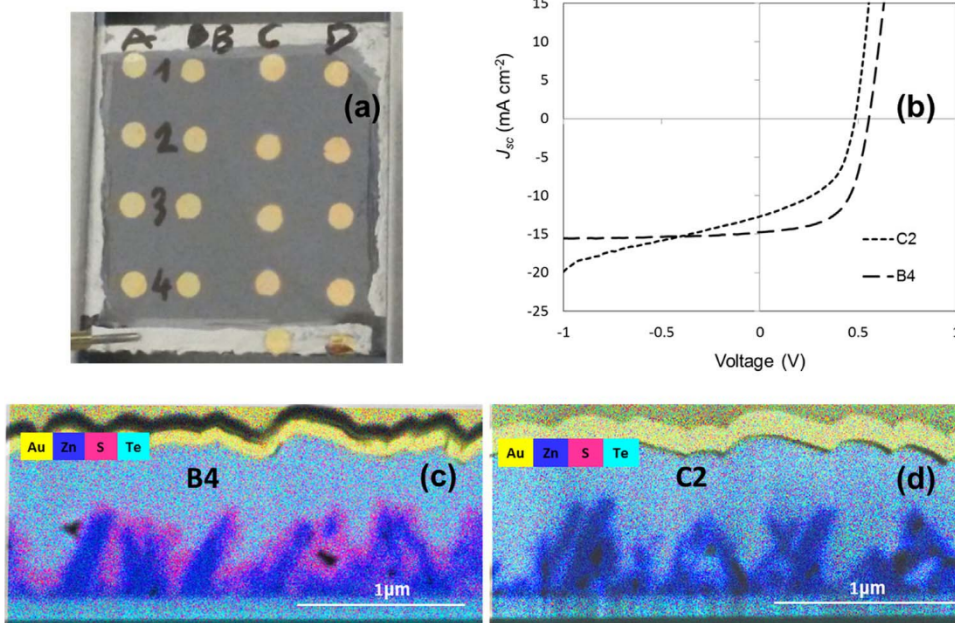 A B C D
1
2
3
4
(a)
15
10
5
0
-5
-10
-15
-20
-25
Jsc (mA cm-2)
-1 -0.5 0 0.5 1
Voltage (V)
(b)
C2
B4
Au Zn S Te
B4
(c)
1µm
Au Zn S Te
C2
(d)
1µm